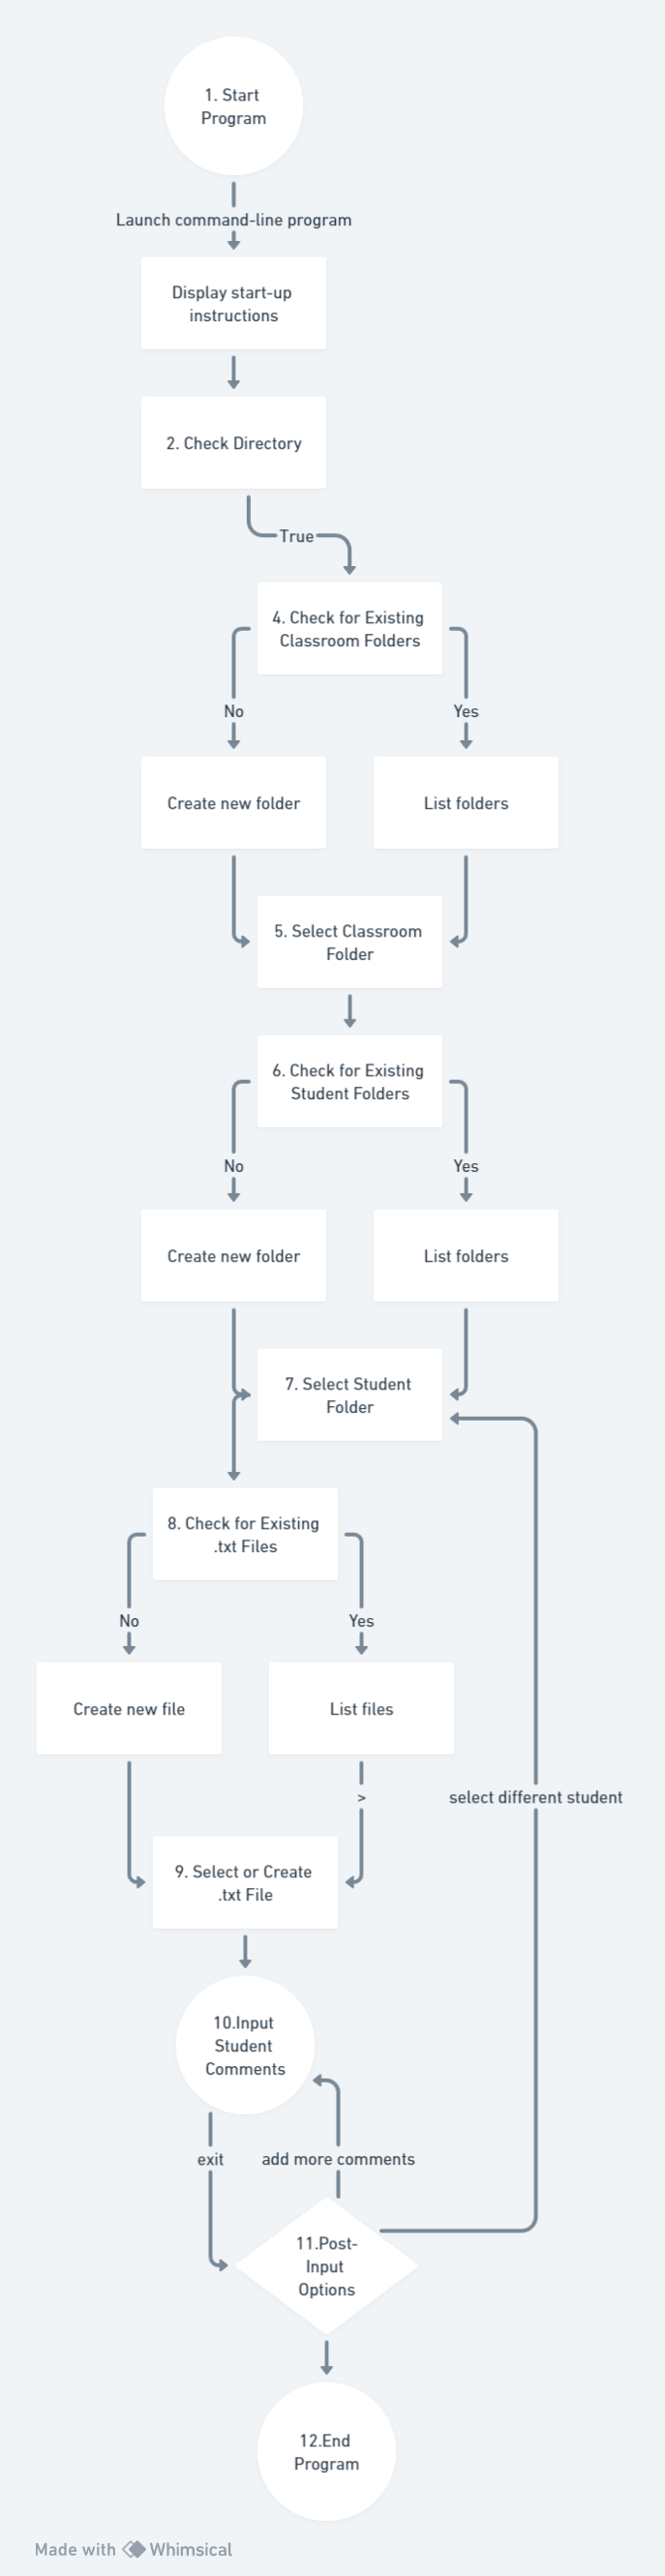 1. Start
Program
Launch command-line program
Display start-up
instructions
2. Check Directory
True
4. Check for Existing
Classroom Folders
No
Yes
Create new folder
List folders
5. Select Classroom
Folder
6. Check for Existing
Student Folders
No
Yes
Create new folder
List folders
7. Select Student
Folder
8. Check for Existing
.txt Files
No
Yes
Create new file
List files
>
select different student
9. Select or Create
.txt File
10.Input
Student
Comments
exit
add more comments
11.Post-
Input
Options
12.End
Program
Made with Whimsical